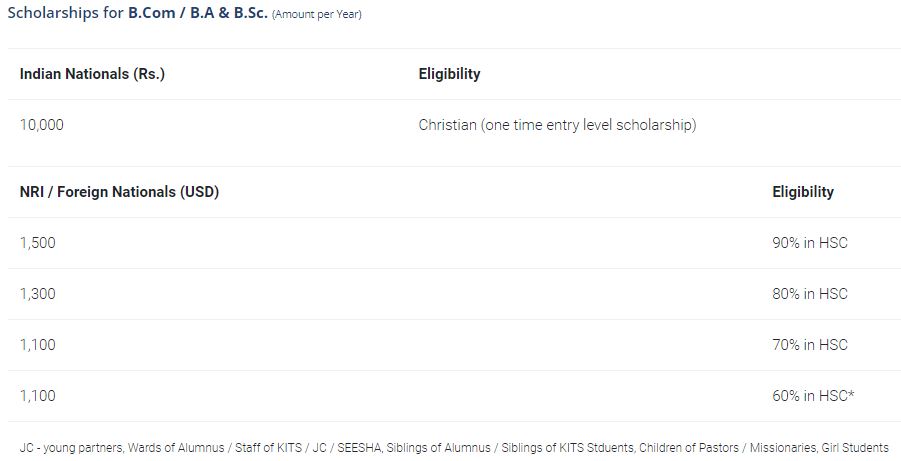 Scholarships for B.Com / B.A & B.Sc. (Amount per Year)
Indian Nationals (Rs.) Eligibility
10,000 Christian (one time entry level scholarship)
NRI / Foreign Nationals (USD) Eligibility
1,500 90% in HSC
1,300 80% in HSC
1,100 70% in HSC
1,100 60% in HSC*
JC - young partners, Wards of Alumnus / Staff of KITS / JC / SEESHA, Siblings of Alumnus / Siblings of KITS Stduents, Children of Pastors / Missionaries, Girl Students